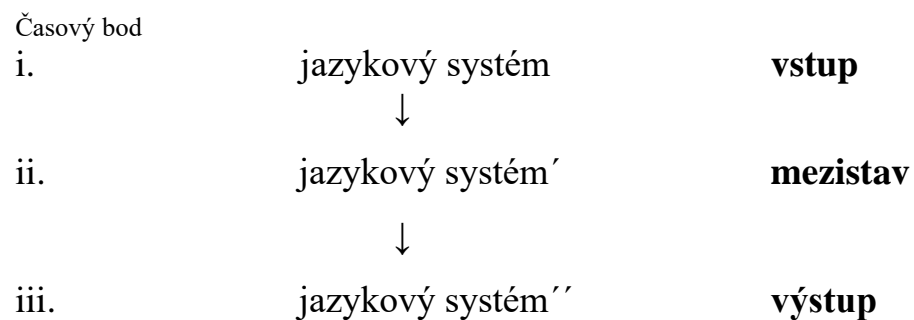 Časový bod
i. jazykový systém vstup
↓
ii. jazykový systém´ mezistav
↓
iii. jazykový systém´´ výstup